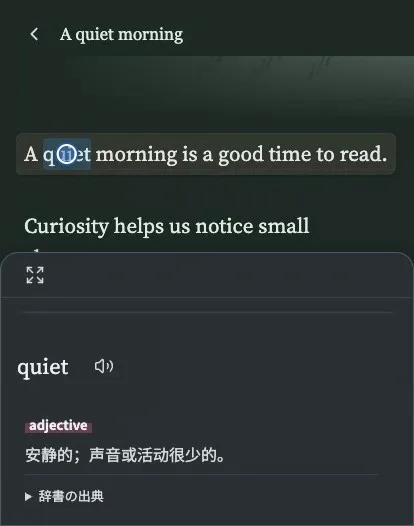 A quiet morning
A quiet morning is a good time to read.
Curiosity helps us notice small
quiet
adjective
安静的；声音或活动很少的。
辞書の出典